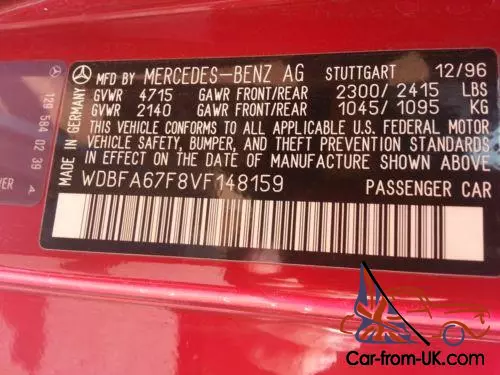 MFD BY MERCEDES-BENZ AG STUTTGART 12/96
GVWR 4715 GAWR FRONT/REAR 2300/2415 LBS
GVWR 2140 GAWR FRONT/REAR 1045/1095 KG
THIS VEHICLE CONFORMS TO ALL APPLICABLE U.S. FEDERAL MOTOR
VEHICLE SAFETY, BUMPER, AND THEFT PREVENTION STANDARDS
IN EFFECT ON THE DATE OF MANUFACTURE SHOWN ABOVE.
WDBFA67F8VF148159 PASSENGER CAR
MADE IN GERMANY
129 584 02 39
Car-from-UK.com